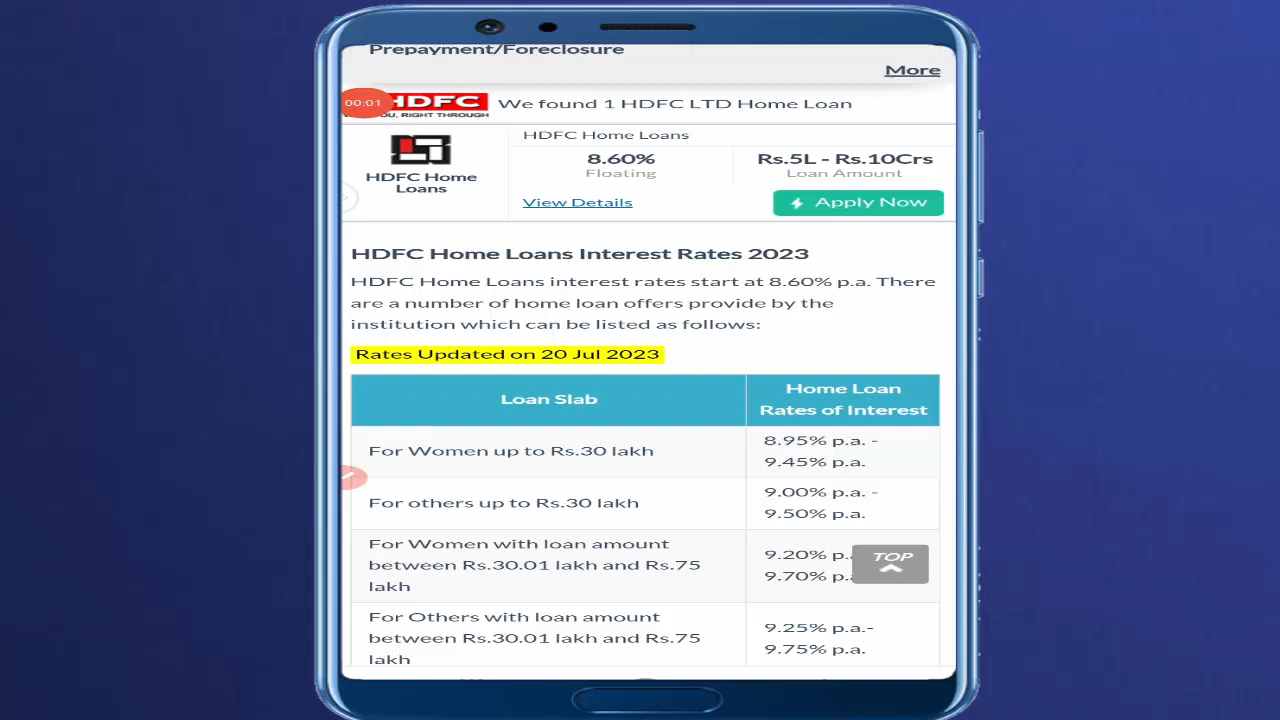 Prepayment/Foreclosure
More
00:01
HDFC
YOU, RIGHT THROUGH
We found 1 HDFC LTD Home Loan
HDFC Home
Loans
HDFC Home Loans
8.60%
Floating
Rs.5L - Rs.10Crs
Loan Amount
View Details
Apply Now
HDFC Home Loans Interest Rates 2023
HDFC Home Loans interest rates start at 8.60% p.a. There
are a number of home loan offers provide by the
institution which can be listed as follows:
Rates Updated on 20 Jul 2023
Loan Slab
Home Loan
Rates of Interest
For Women up to Rs.30 lakh
8.95% p.a. -
9.45% p.a.
For others up to Rs.30 lakh
9.00% p.a. -
9.50% p.a.
For Women with loan amount
between Rs.30.01 lakh and Rs.75
lakh
9.20% p.
9.70% p.
TOP
For Others with loan amount
between Rs.30.01 lakh and Rs.75
lakh
9.25% p.a.-
9.75% p.a.